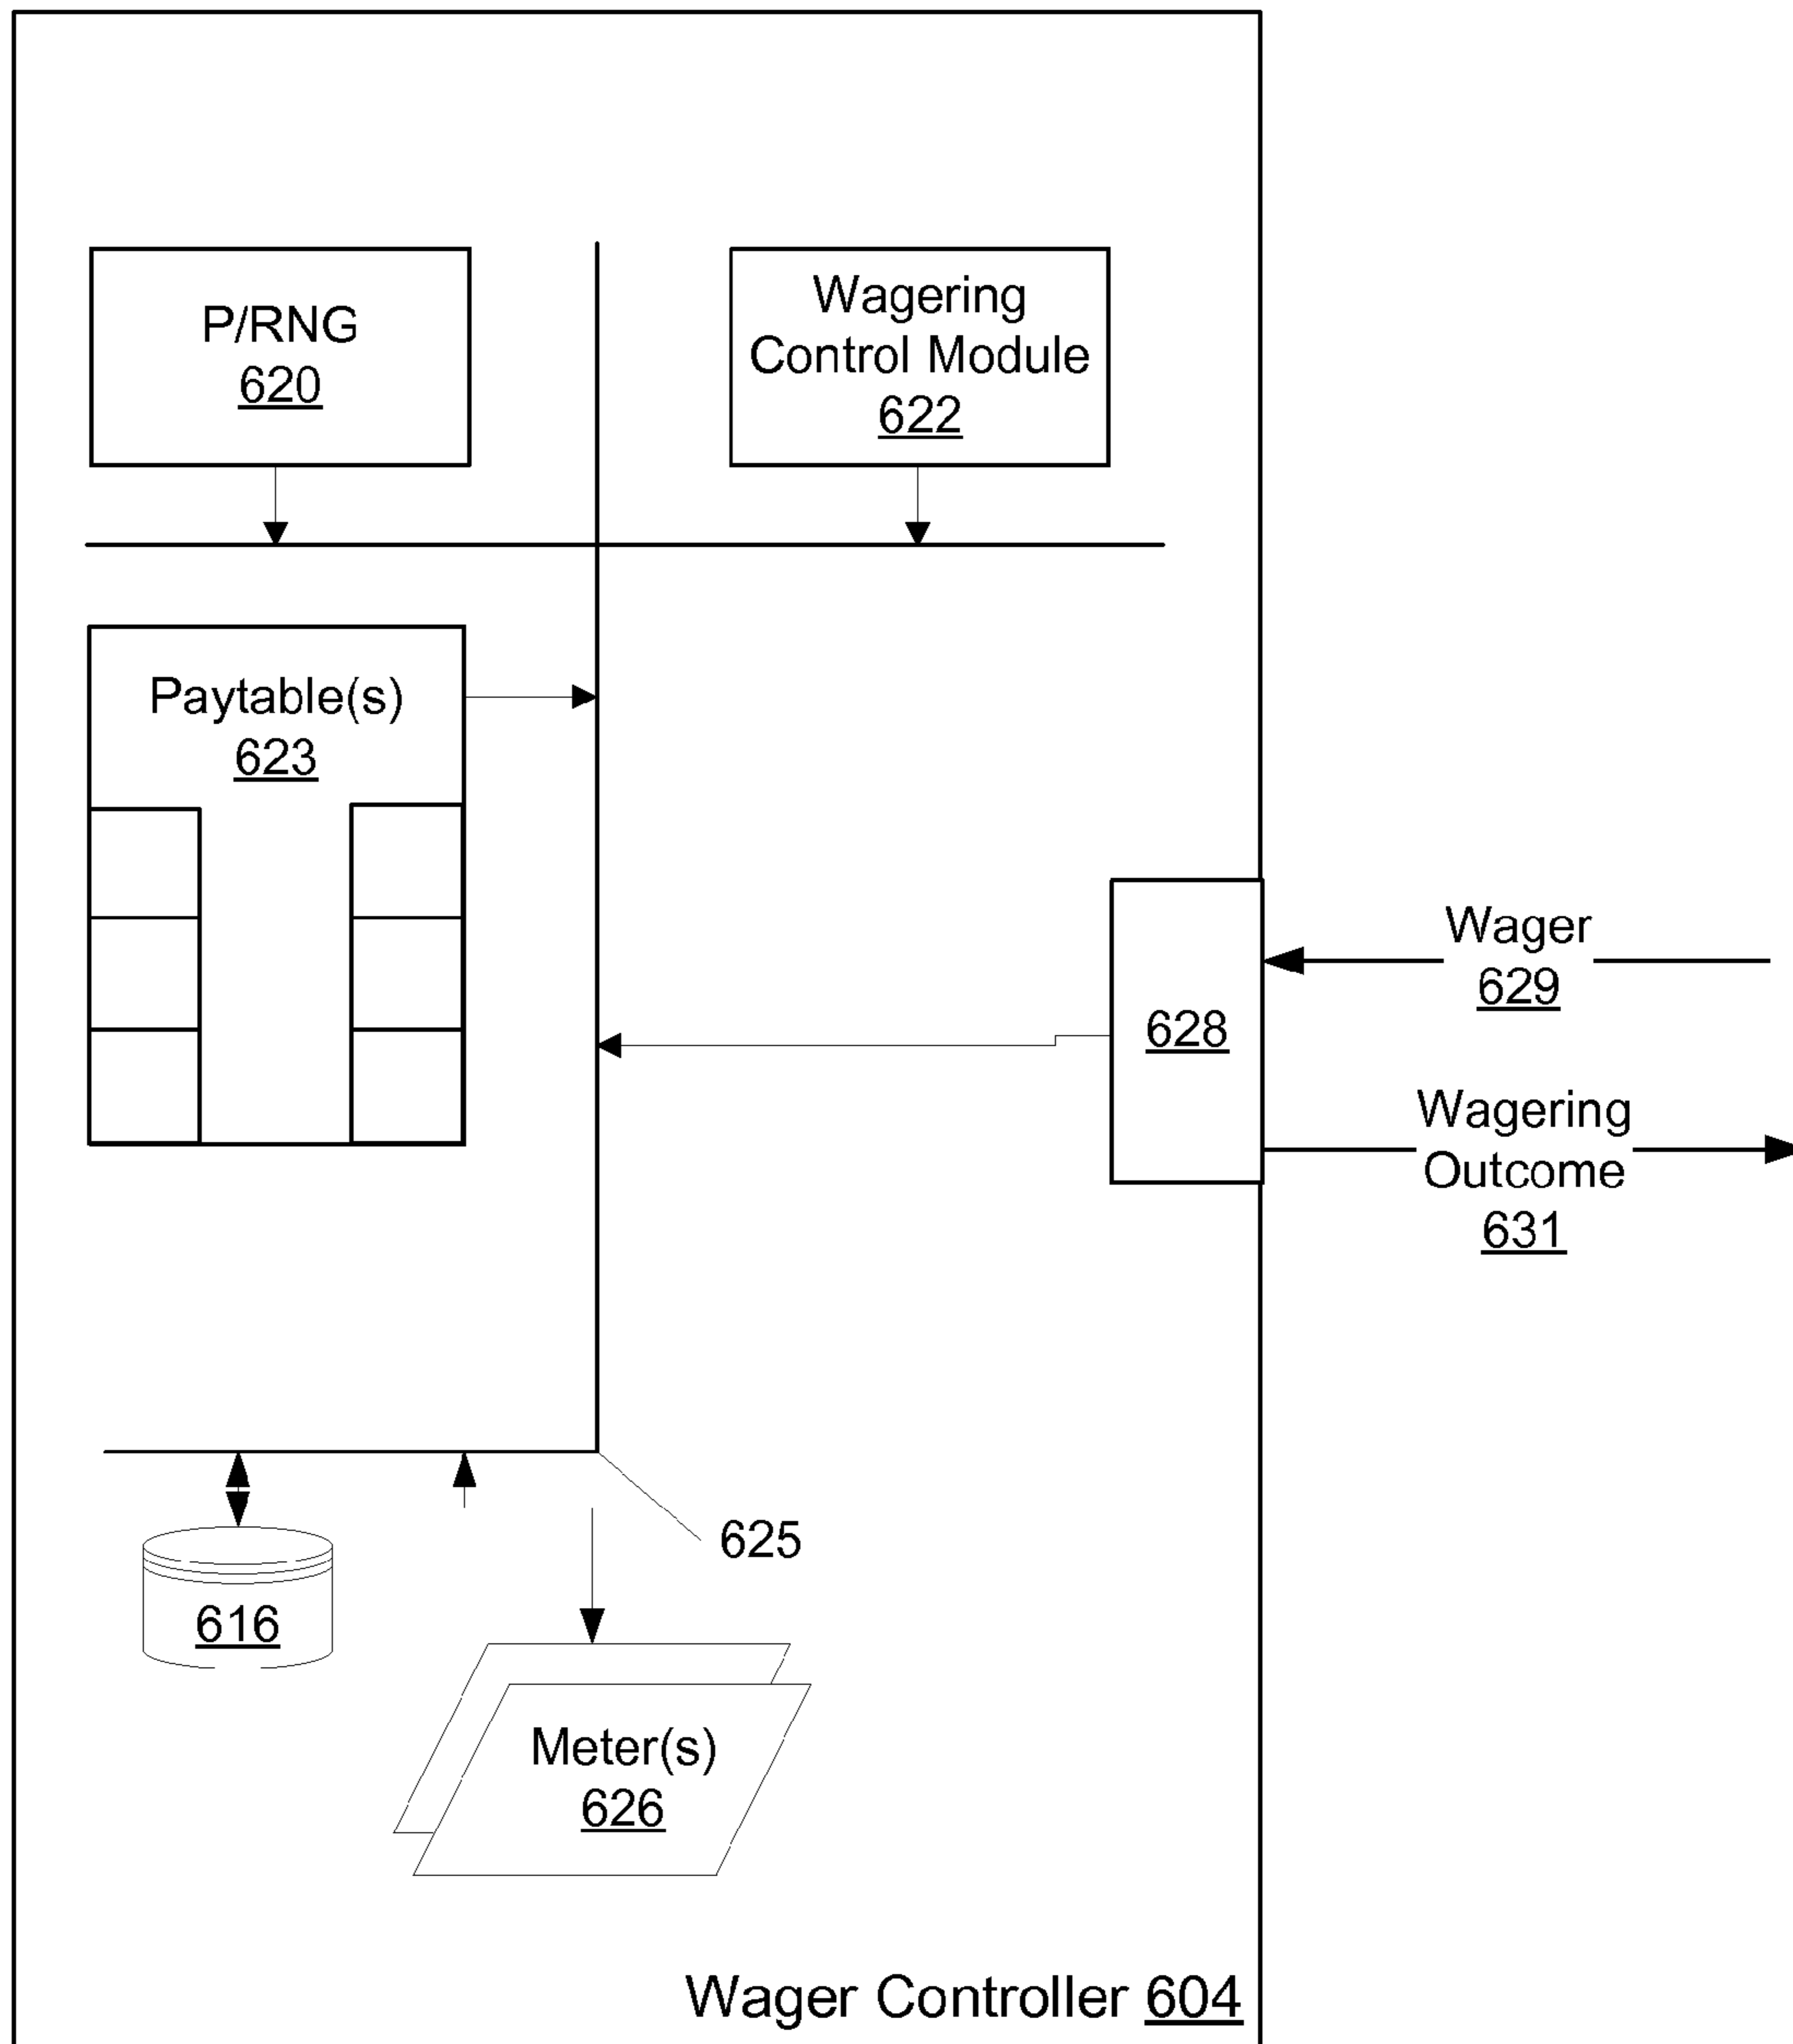 P/RNG
620
Wagering
Control Module
622
Paytable(s)
623
Wager
629
628
Wagering
Outcome
631
625
616
Meter(s)
626
Wager Controller 604